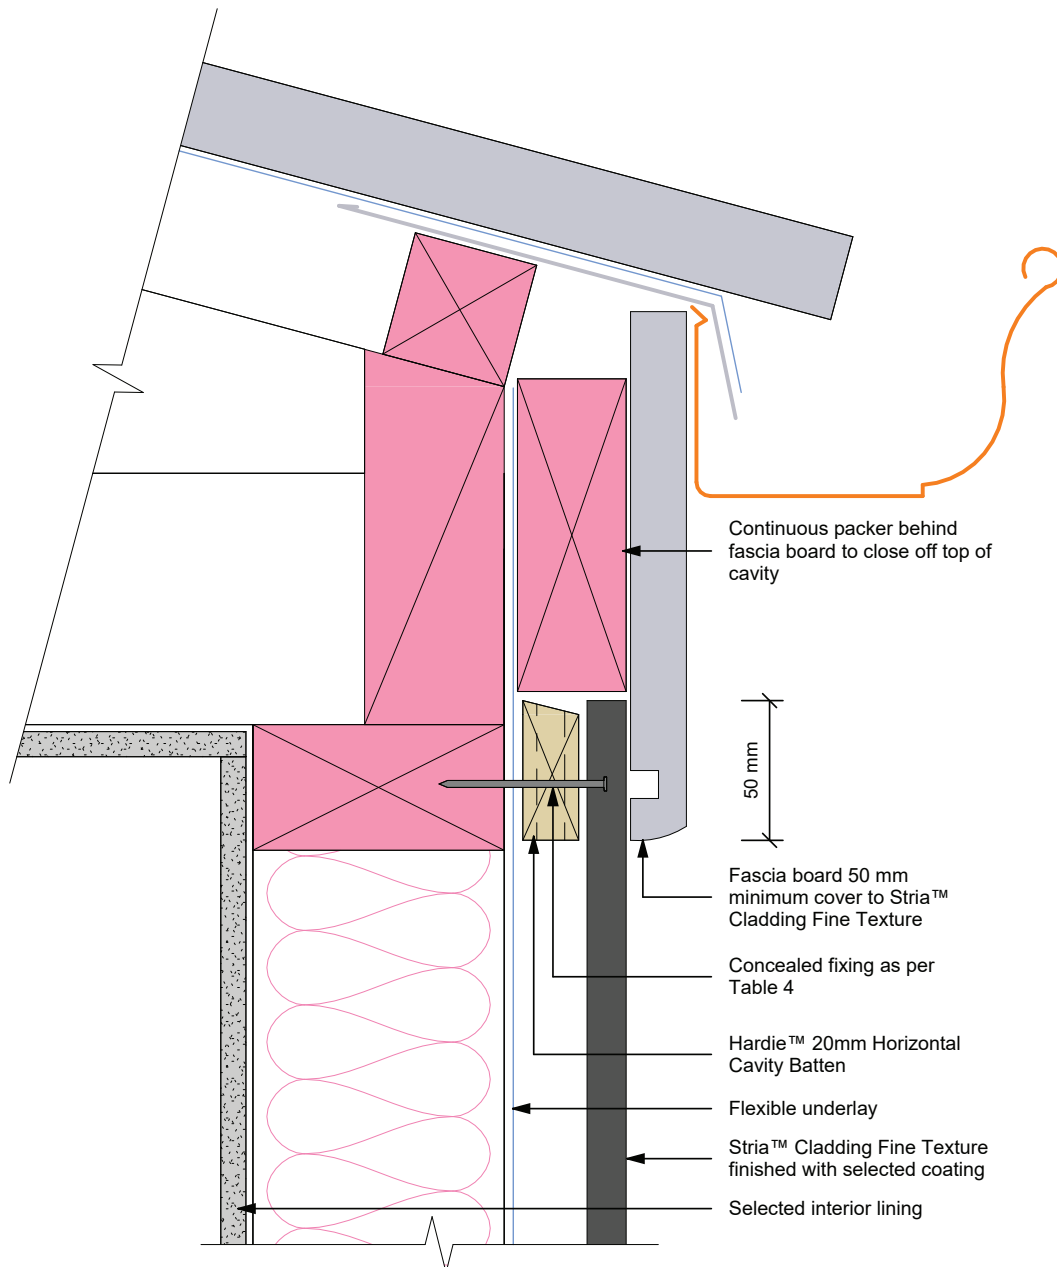 Continuous packer behind
fascia board to close off top of
cavity
50 mm
Fascia board 50 mm
minimum cover to Stria™
Cladding Fine Texture
Concealed fixing as per
Table 4
Hardie™ 20mm Horizontal
Cavity Batten
Flexible underlay
Stria™ Cladding Fine Texture
finished with selected coating
Selected interior lining